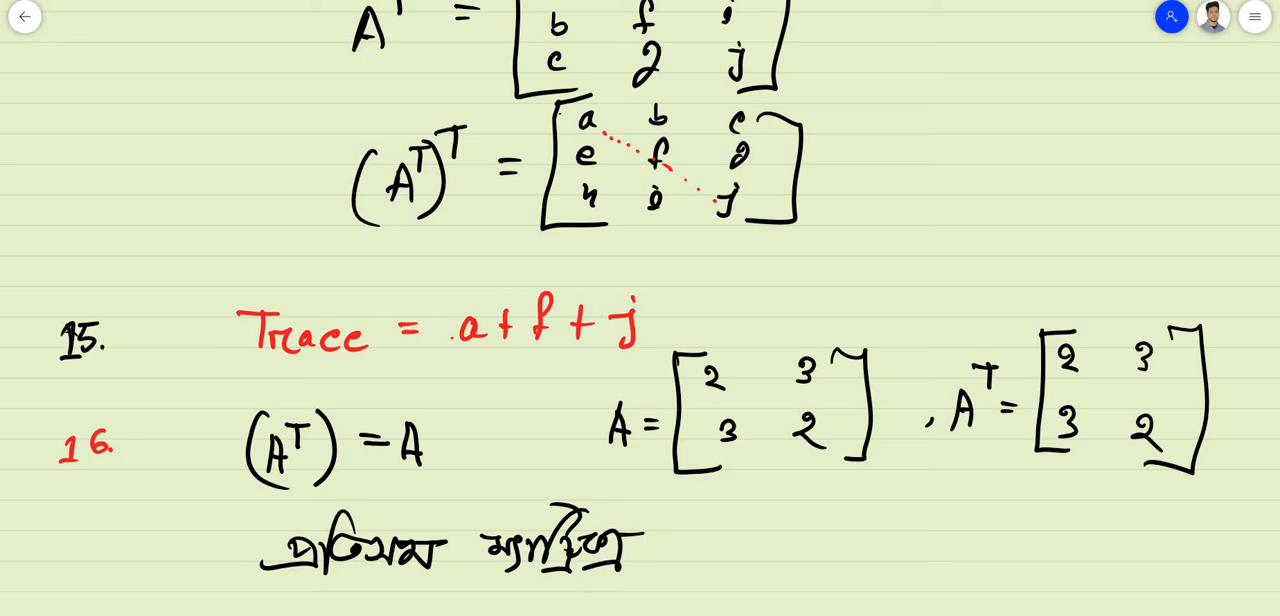 A^T = [
b f i
c g j ]
(A^T)^T = [ a b c
e f g
h i j ]
15. Trace = a + f + j
16. (A^T) = A A = [ 2 3
3 2 ] , A^T = [ 2 3
3 2 ]
প্রতিসম ম্যাট্রিক্স